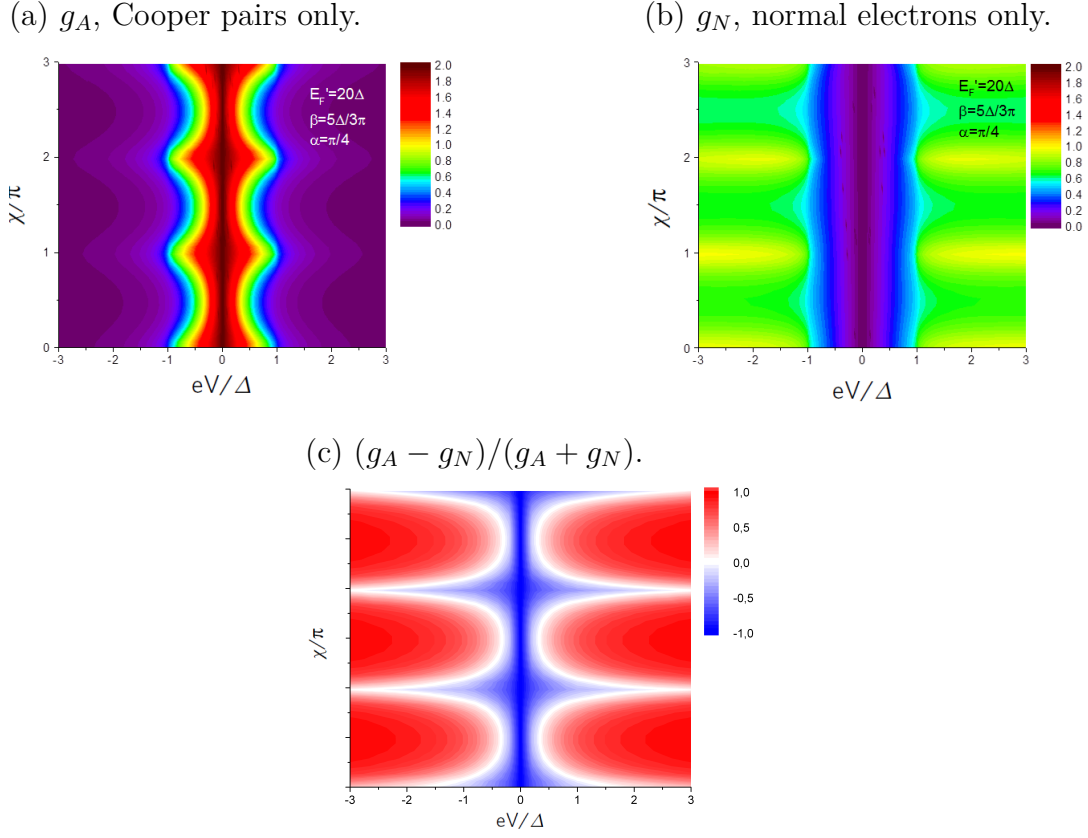 (a) g_A, Cooper pairs only.
χ/π
3
2
1
0
E_F'=20Δ
β=5Δ/3π
α=π/4
2.0
1.8
1.6
1.4
1.2
1.0
0.8
0.6
0.4
0.2
0.0
-3 -2 -1 0 1 2 3
eV/Δ
(b) g_N, normal electrons only.
χ/π
3
2
1
0
E_F'=20Δ
β=5Δ/3π
α=π/4
2.0
1.8
1.6
1.4
1.2
1.0
0.8
0.6
0.4
0.2
0.0
-3 -2 -1 0 1 2 3
eV/Δ
(c) (g_A − g_N)/(g_A + g_N).
χ/π
1,0
0,5
0,0
-0,5
-1,0
-3 -2 -1 0 1 2 3
eV/Δ